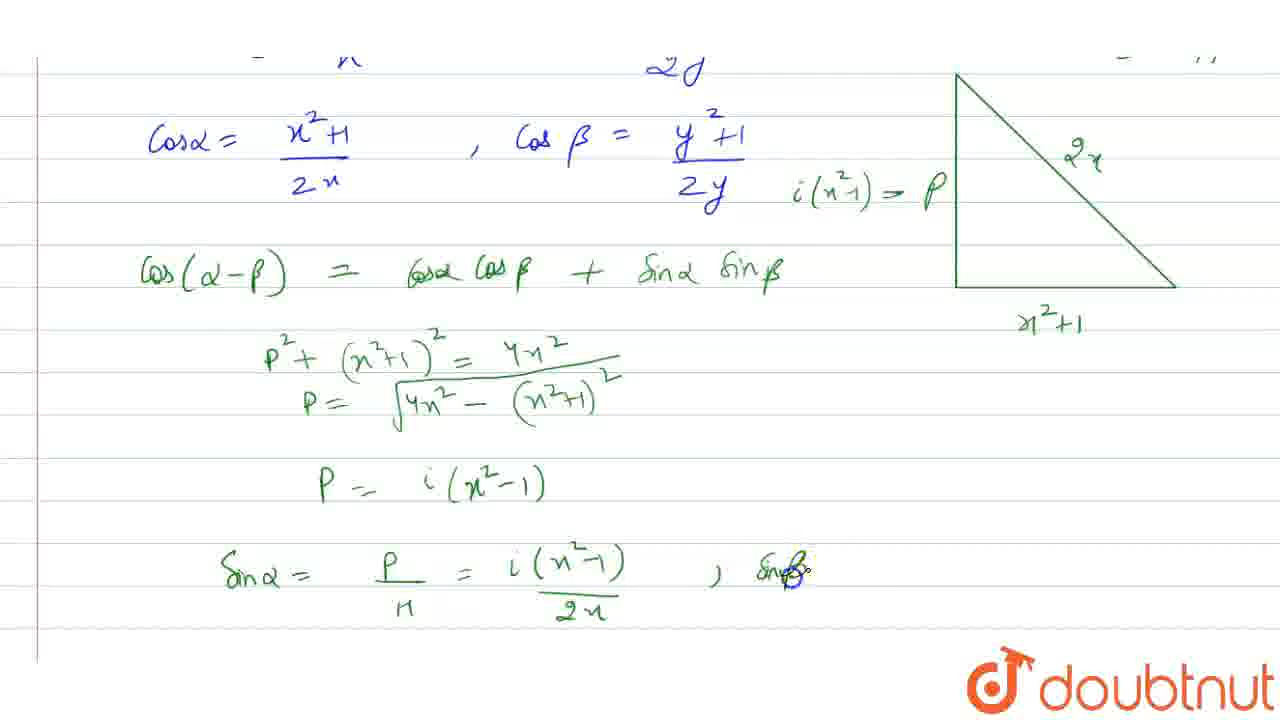 cosα = x²+1 / 2x , cos β = y²+1 / 2y
i(x²-1) = P
2x
x²+1
cos(α-β) = cosα cosβ + sinα sinβ
P² + (x²+1)² = 4x²
P = √4x² - (x²+1)²
P = i(x²-1)
sinα = P/H = i(x²-1) / 2x , sinβ
doubtnut